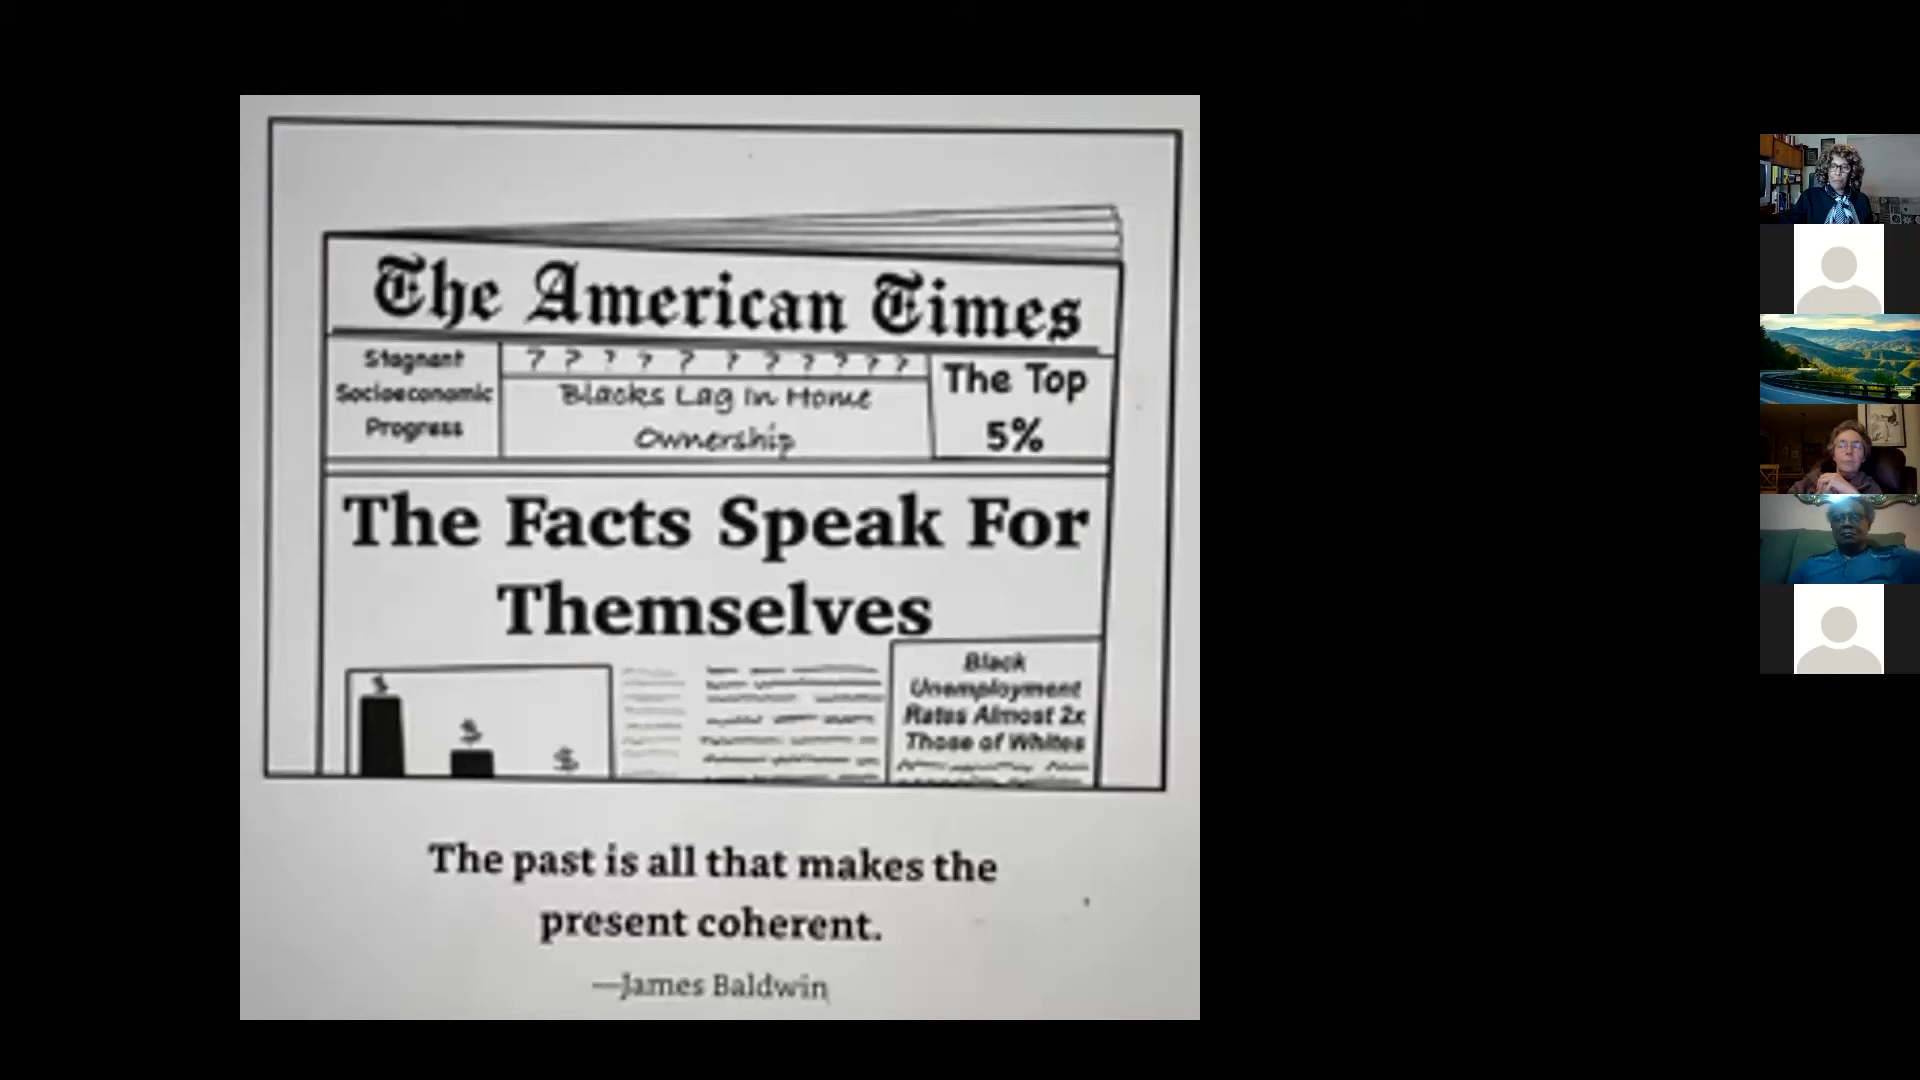 The American Times
Stagnant
Socioeconomic
Progress
? ? ? ? ? ? ? ? ? ? ?
Blacks Lag In Home
Ownership
The Top
5%
The Facts Speak For
Themselves
$
$
$
Black
Unemployment
Rates Almost 2x
Those of Whites
The past is all that makes the
present coherent.
—James Baldwin